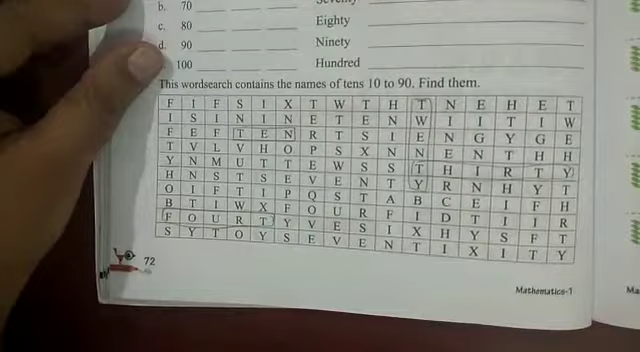 b. 70 Seventy
c. 80 Eighty
d. 90 Ninety
100 Hundred
This wordsearch contains the names of tens 10 to 90. Find them.
F I F S I X T W T H T N E H E T
I S I N I N E T E N W I I T I W
F E F T E N R T S I E N G Y G E
T V L V H O P S X N N E N T H H
Y N M U T T E W S S T H I R T Y
H N S T S E V E N T Y R N H Y T
O I F T I P Q S T A B C E I F H
B T I W X F O U R F I D T I I R
F O U R T Y V E S I X H Y S F T
S Y T O Y S E V E N T I X I T Y
72
Mathematics-1
Ma